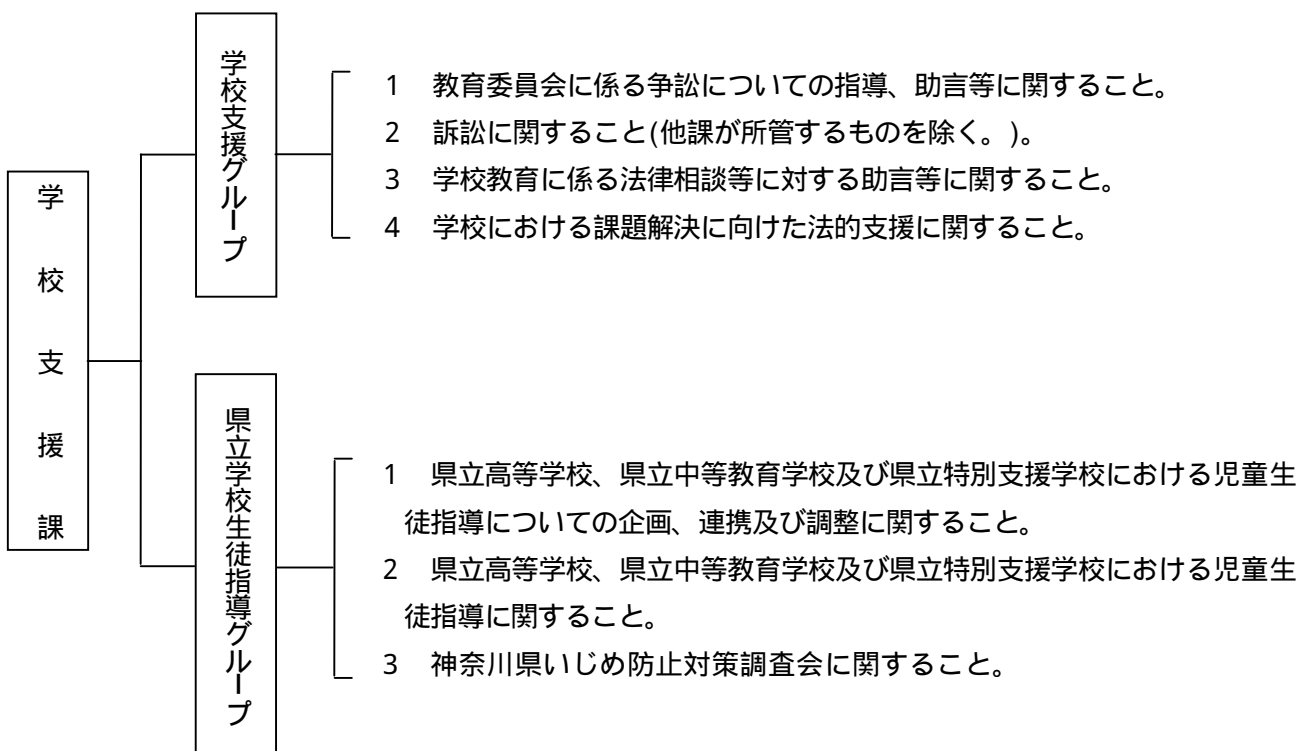 学校支援課
学校支援グループ
1 教育委員会に係る争訟についての指導、助言等に関すること。
2 訴訟に関すること(他課が所管するものを除く。)。
3 学校教育に係る法律相談等に対する助言等に関すること。
4 学校における課題解決に向けた法的支援に関すること。
県立学校生徒指導グループ
1 県立高等学校、県立中等教育学校及び県立特別支援学校における児童生
徒指導についての企画、連携及び調整に関すること。
2 県立高等学校、県立中等教育学校及び県立特別支援学校における児童生
徒指導に関すること。
3 神奈川県いじめ防止対策調査会に関すること。